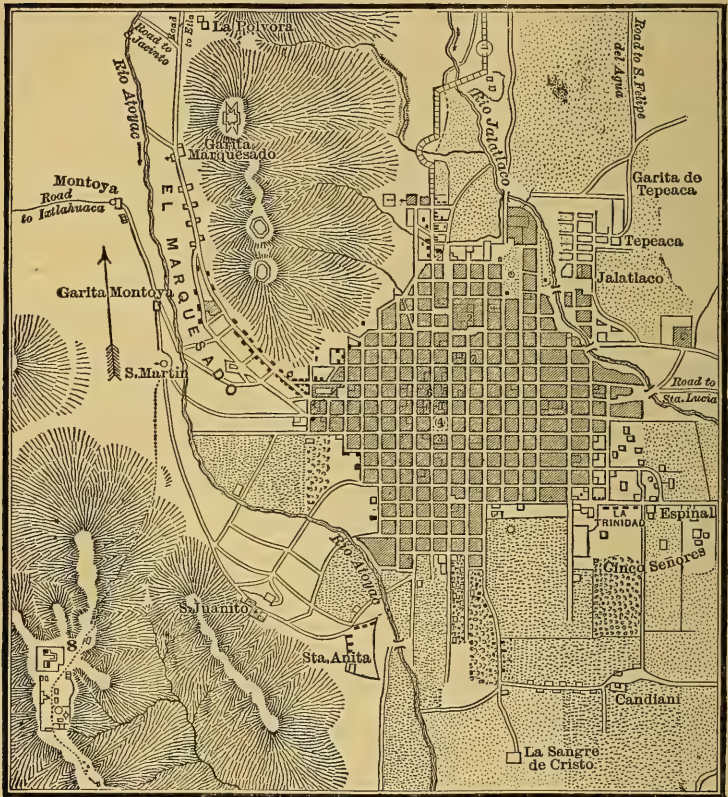 La Polvora
Road to
Jacinto
Road
to Etla
Rio Atoyac
Rio Jalatlaco
Road to S. Felipe
del Agua
Garita
Marquesado
Montoya
Road
to Ixtlahuaca
EL MARQUESADO
Garita de
Tepeaca
Tepeaca
Jalatlaco
Garita Montoya
S. Martin
Road to
Sta. Lucia
4
LA
TRINIDAD
Espinal
Cinco Señores
Rio Atoyac
S. Juanito
8
Sta. Anita
Candiani
La Sangre
de Cristo